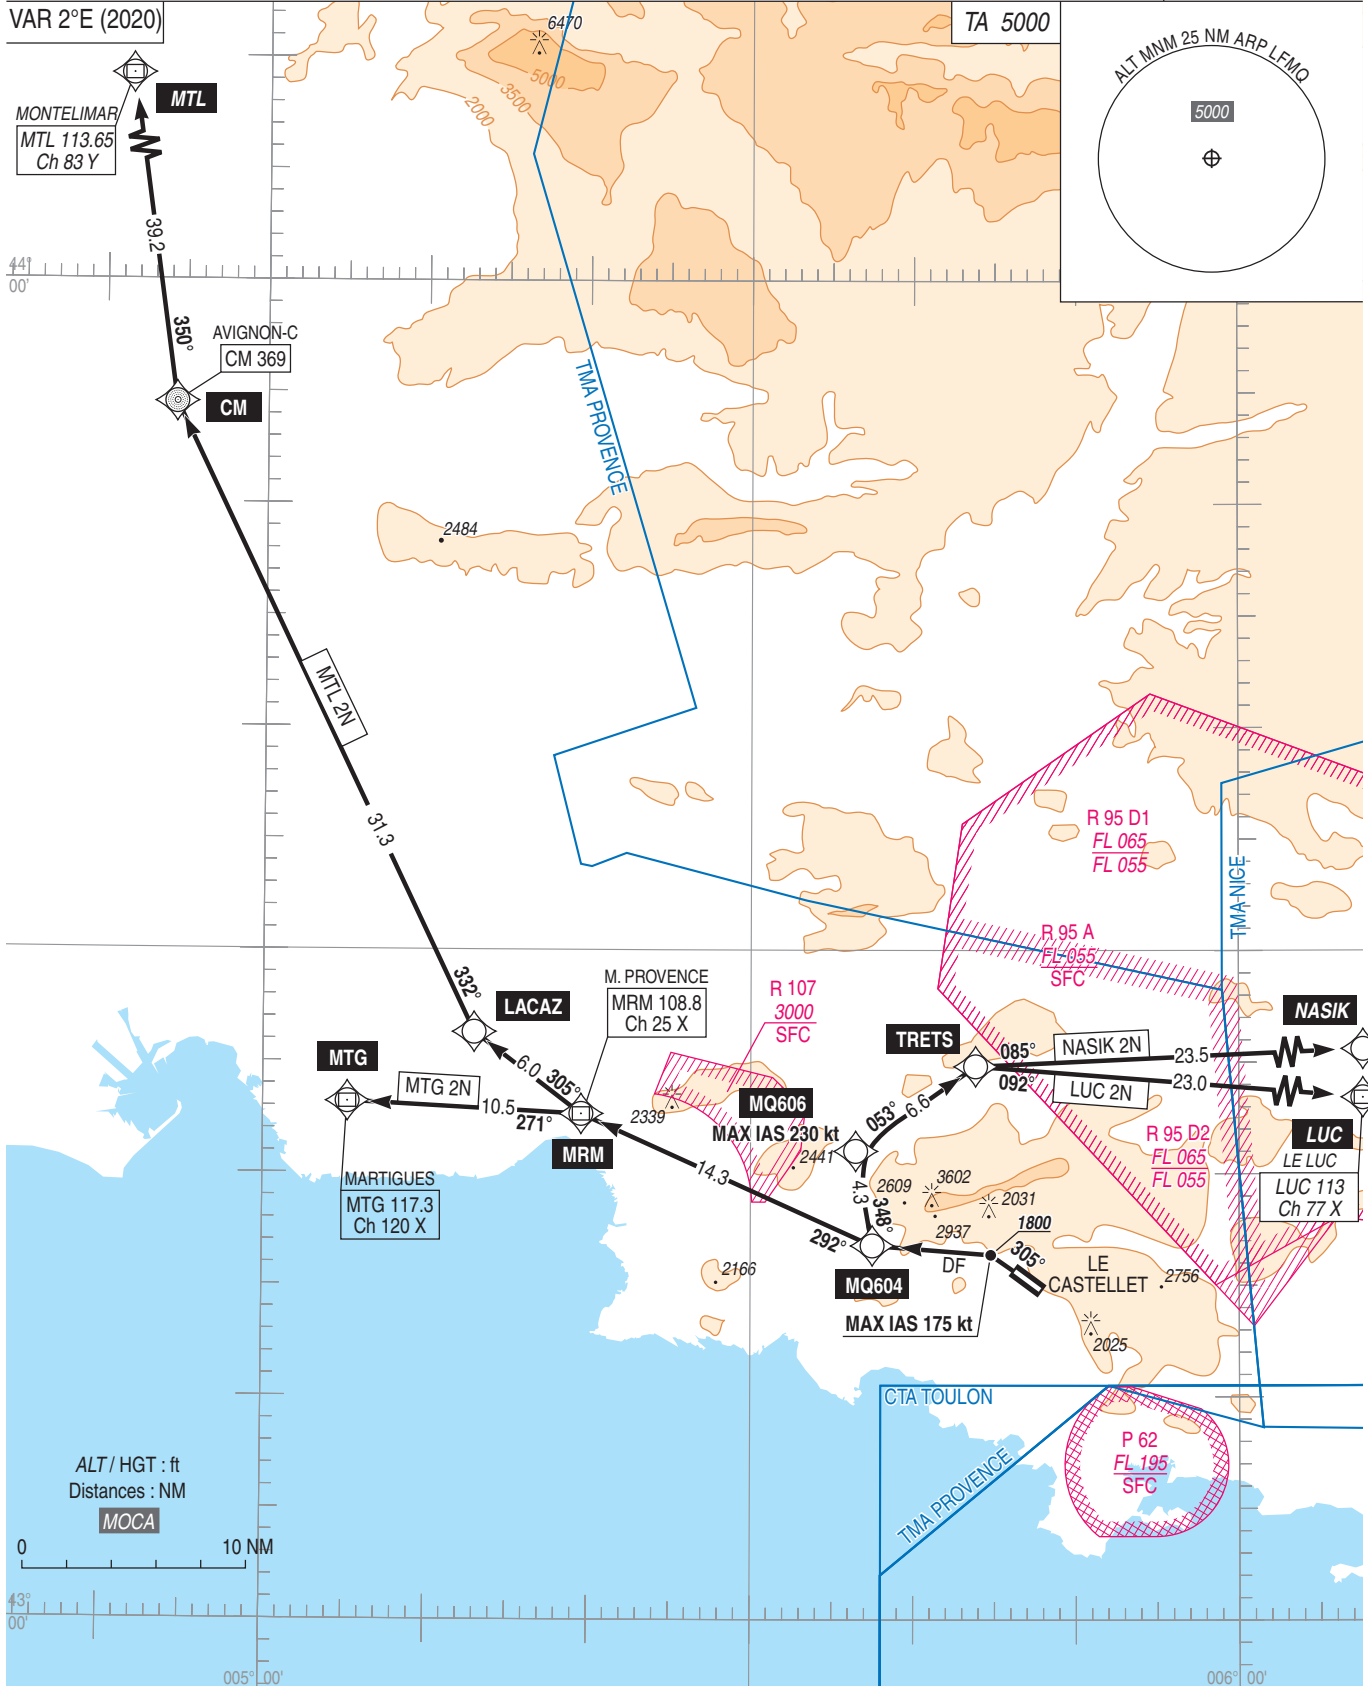 VAR 2°E (2020)
TA 5000
ALT MNM 25 NM ARP LFMQ
5000
6470
5000
3500
2000
MTL
MONTELIMAR
MTL 113.65
Ch 83 Y
39.2
44°
00'
350°
AVIGNON-C
CM 369
CM
TMA PROVENCE
2484
MTL 2N
31.3
R 95 D1
FL 065
FL 055
TMA NICE
R 95 A
FL 055
SFC
332°
LACAZ
M. PROVENCE
MRM 108.8
Ch 25 X
R 107
3000
SFC
NASIK
TRETS
085°
NASIK 2N
23.5
092°
LUC 2N
23.0
MTG
MTG 2N
10.5
271°
6.0
305°
2339
MRM
MQ606
MAX IAS 230 kt
053°
6.6
2441
14.3
R 95 D2
FL 065
FL 055
LUC
LE LUC
LUC 113
Ch 77 X
MARTIGUES
MTG 117.3
Ch 120 X
4.3
348°
2609
3602
2031
2937
1800
292°
305°
DF
LE
CASTELLET
2756
2166
MQ604
MAX IAS 175 kt
2025
CTA TOULON
P 62
FL 195
SFC
TMA PROVENCE
ALT / HGT : ft
Distances : NM
MOCA
0
10 NM
43°
00'
005° 00'
006° 00'